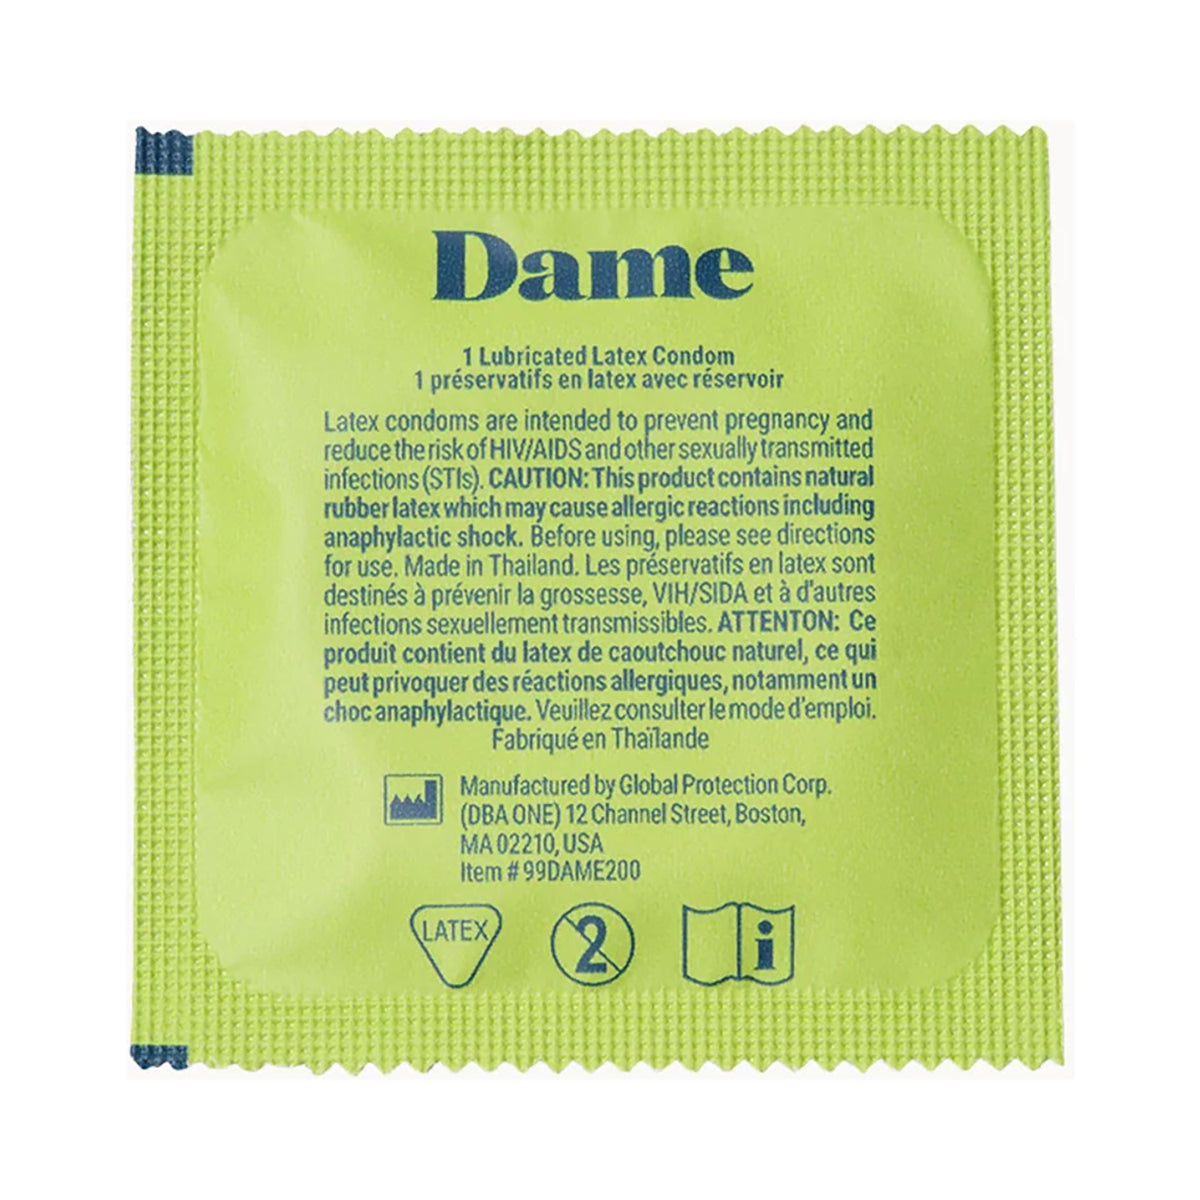 Dame
1 Lubricated Latex Condom
1 préservatifs en latex avec réservoir
Latex condoms are intended to prevent pregnancy and
reduce the risk of HIV/AIDS and other sexually transmitted
infections (STIs). CAUTION: This product contains natural
rubber latex which may cause allergic reactions including
anaphylactic shock. Before using, please see directions
for use. Made in Thailand. Les préservatifs en latex sont
destinés à prévenir la grossesse, VIH/SIDA et à d'autres
infections sexuellement transmissibles. ATTENTON: Ce
produit contient du latex de caoutchouc naturel, ce qui
peut privoquer des réactions allergiques, notamment un
choc anaphylactique. Veuillez consulter le mode d'emploi.
Fabriqué en Thaïlande
Manufactured by Global Protection Corp.
(DBA ONE) 12 Channel Street, Boston,
MA 02210, USA
Item # 99DAME200
LATEX 2 i